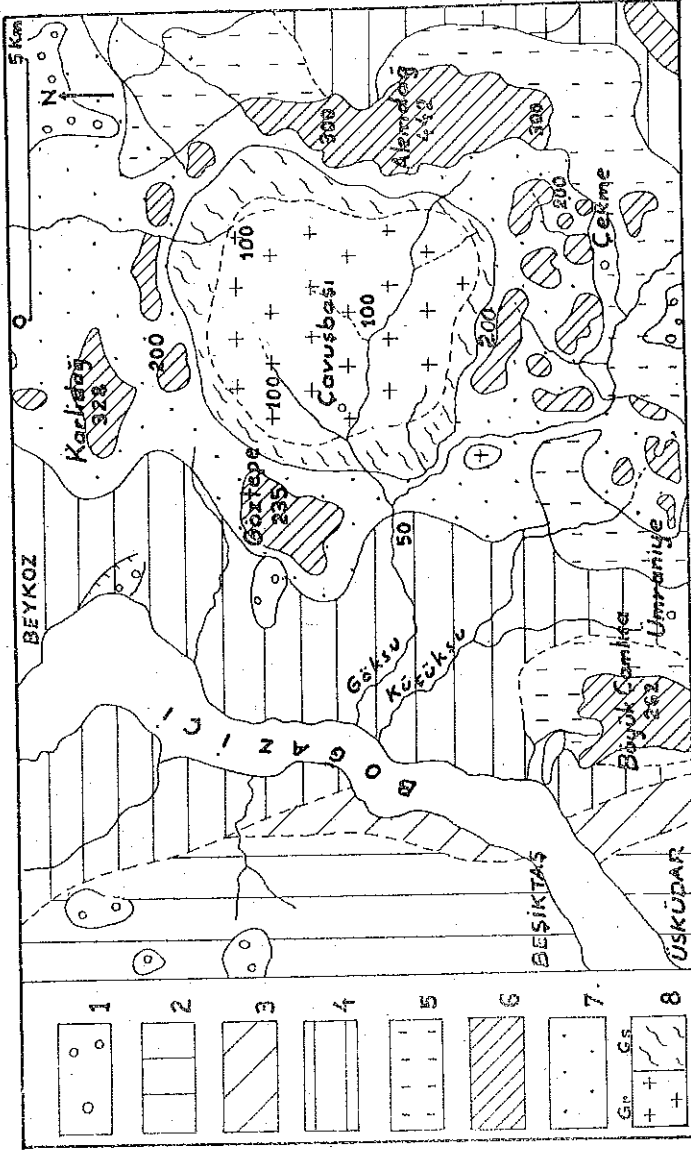 0 5 Km
N
BEYKOZ
Karlıdağ
328
200
100
300
Alemdağ
442
300
Göztepe
235
100
Çavuşbaşı
100
200
200
Çekme
50
Göksu
Küçüksu
BOĞAZİÇİ
Büyük Çamlıca
262
Ümraniye
BEŞİKTAŞ
ÜSKÜDAR
1
2
3
4
5
6
7
Gr Gs
8